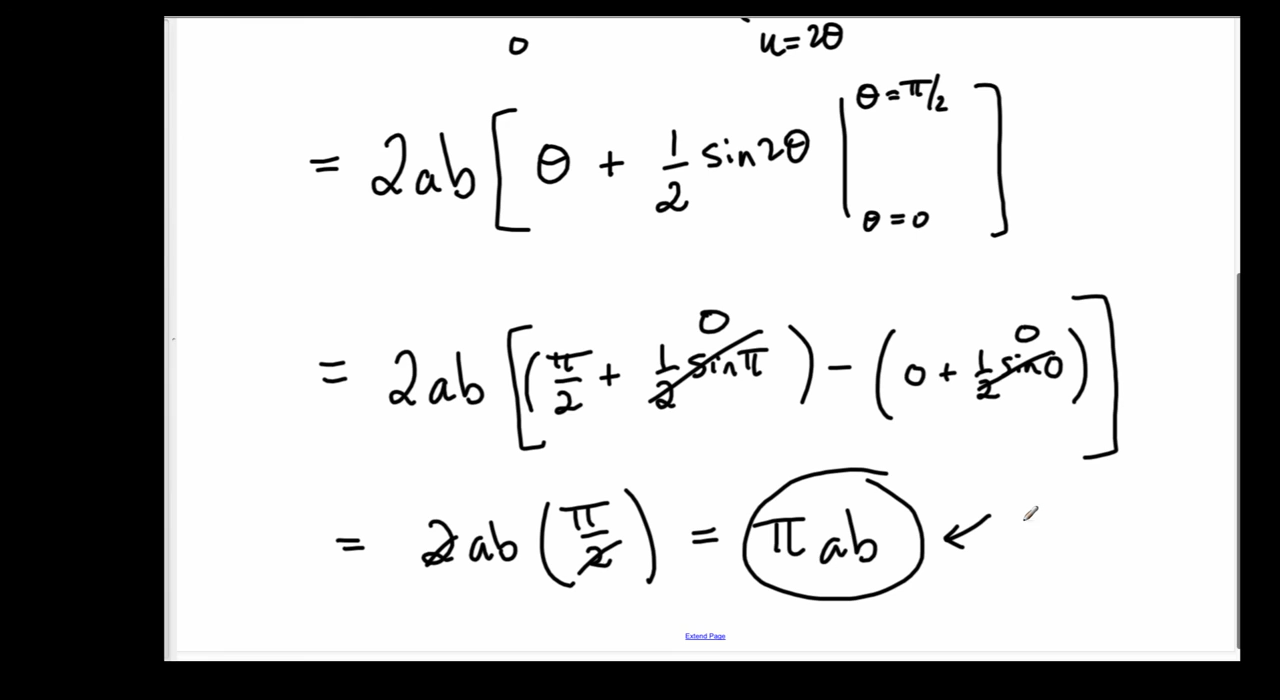 0 u=2θ
= 2ab[ θ + 1/2 sin2θ |θ=0 θ=π/2 ]
= 2ab[(π/2 + 1/2 sinπ 0) - (0 + 1/2 sin0 0)]
= 2ab(π/2) = πab ←
Extend Page